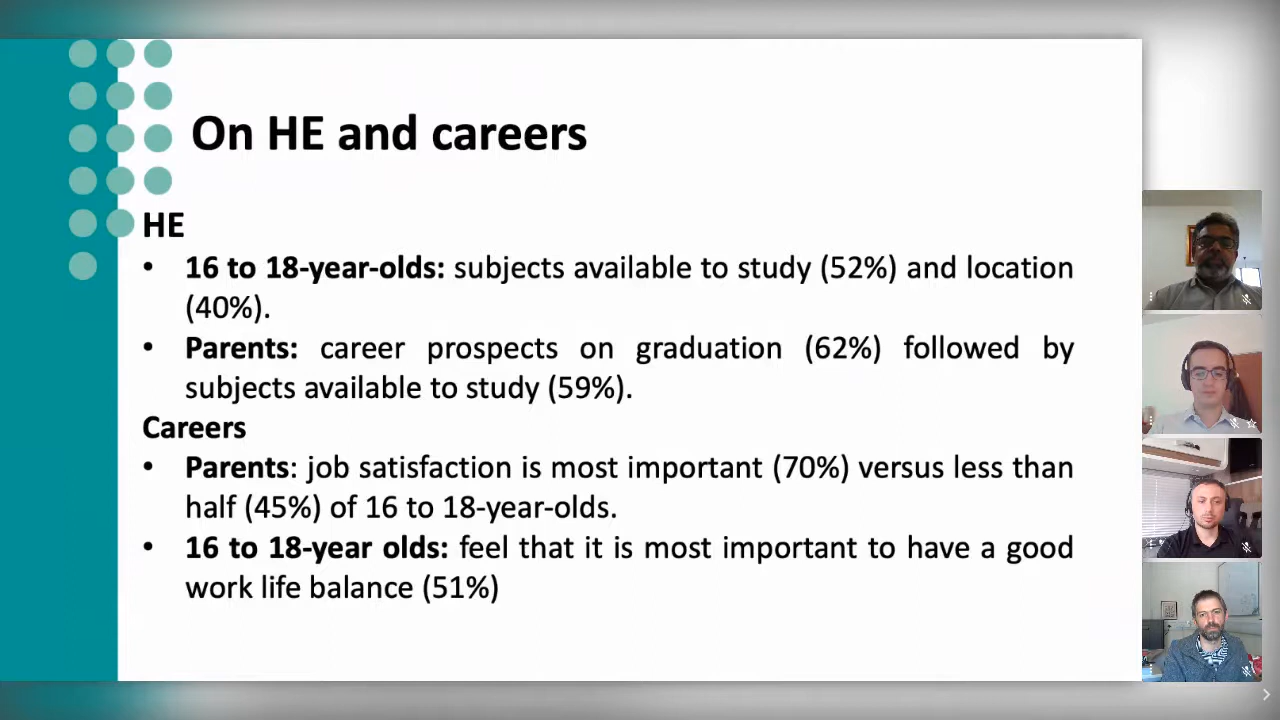 On HE and careers
HE
• 16 to 18-year-olds: subjects available to study (52%) and location
(40%).
• Parents: career prospects on graduation (62%) followed by
subjects available to study (59%).
Careers
• Parents: job satisfaction is most important (70%) versus less than
half (45%) of 16 to 18-year-olds.
• 16 to 18-year olds: feel that it is most important to have a good
work life balance (51%)